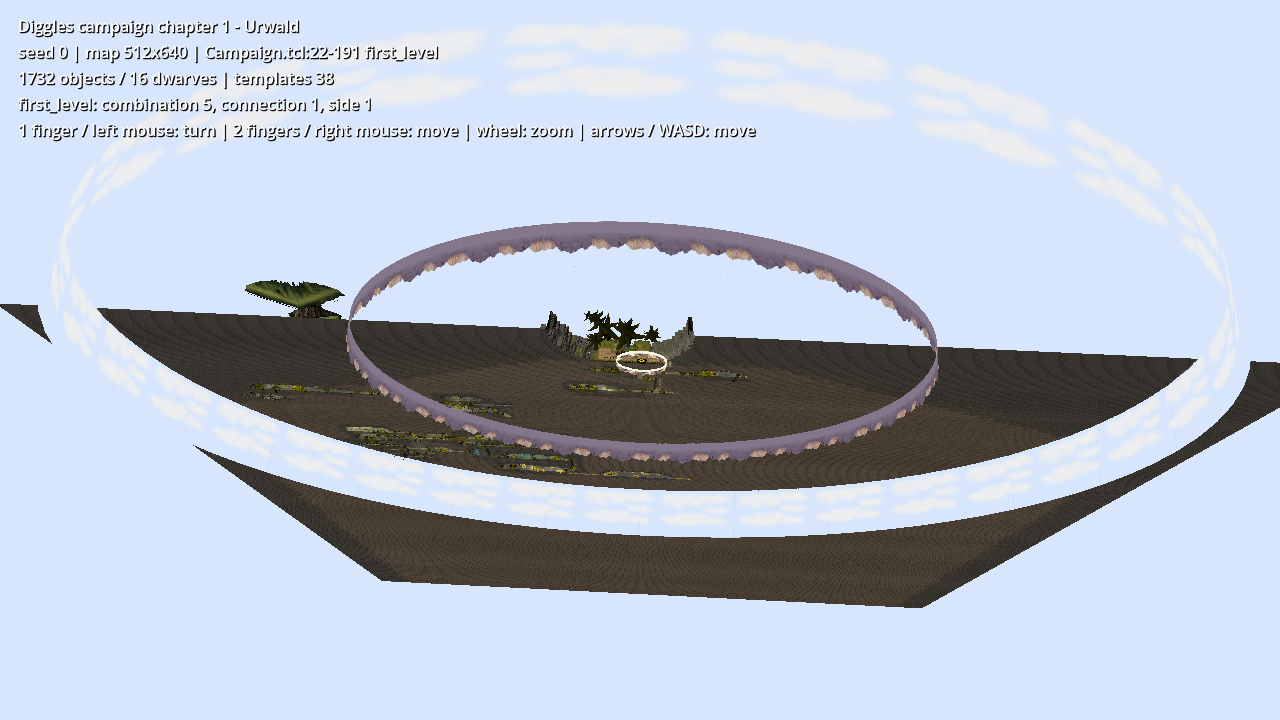 Diggles campaign chapter 1 - Urwald
seed 0 | map 512x640 | Campaign.tcl:22-191 first_level
1732 objects / 16 dwarves | templates 38
first_level: combination 5, connection 1, side 1
1 finger / left mouse: turn | 2 fingers / right mouse: move | wheel: zoom | arrows / WASD: move